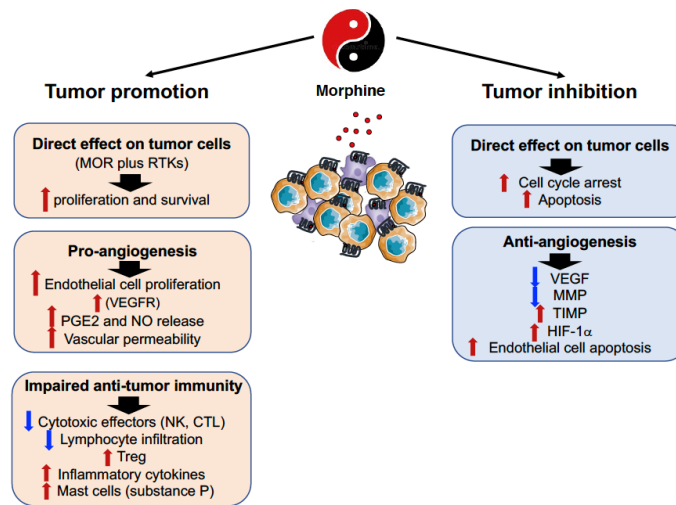 Morphine
Tumor promotion
Direct effect on tumor cells
(MOR plus RTKs)
proliferation and survival
Pro-angiogenesis
Endothelial cell proliferation
(VEGFR)
PGE2 and NO release
Vascular permeability
Impaired anti-tumor immunity
Cytotoxic effectors (NK, CTL)
Lymphocyte infiltration
Treg
Inflammatory cytokines
Mast cells (substance P)
Tumor inhibition
Direct effect on tumor cells
Cell cycle arrest
Apoptosis
Anti-angiogenesis
VEGF
MMP
TIMP
HIF-1α
Endothelial cell apoptosis